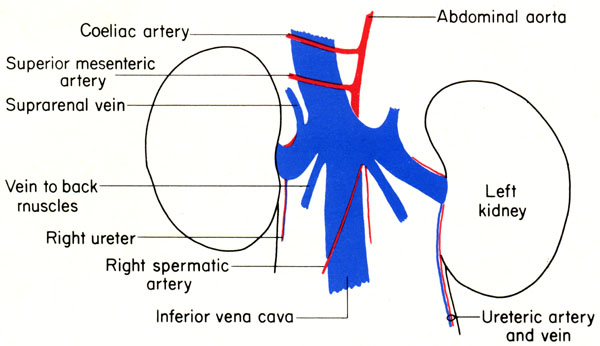 Abdominal aorta
Coeliac artery
Superior mesenteric
artery
Suprarenal vein
Vein to back
muscles
Left
kidney
Right ureter
Right spermatic
artery
Inferior vena cava
Ureteric artery
and vein